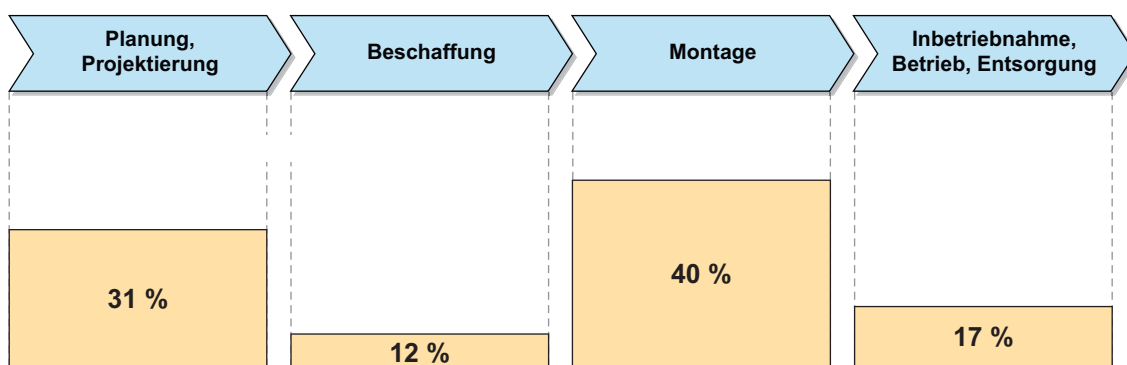 Planung,
Projektierung
Beschaffung
Montage
Inbetriebnahme,
Betrieb, Entsorgung
31 %
12 %
40 %
17 %